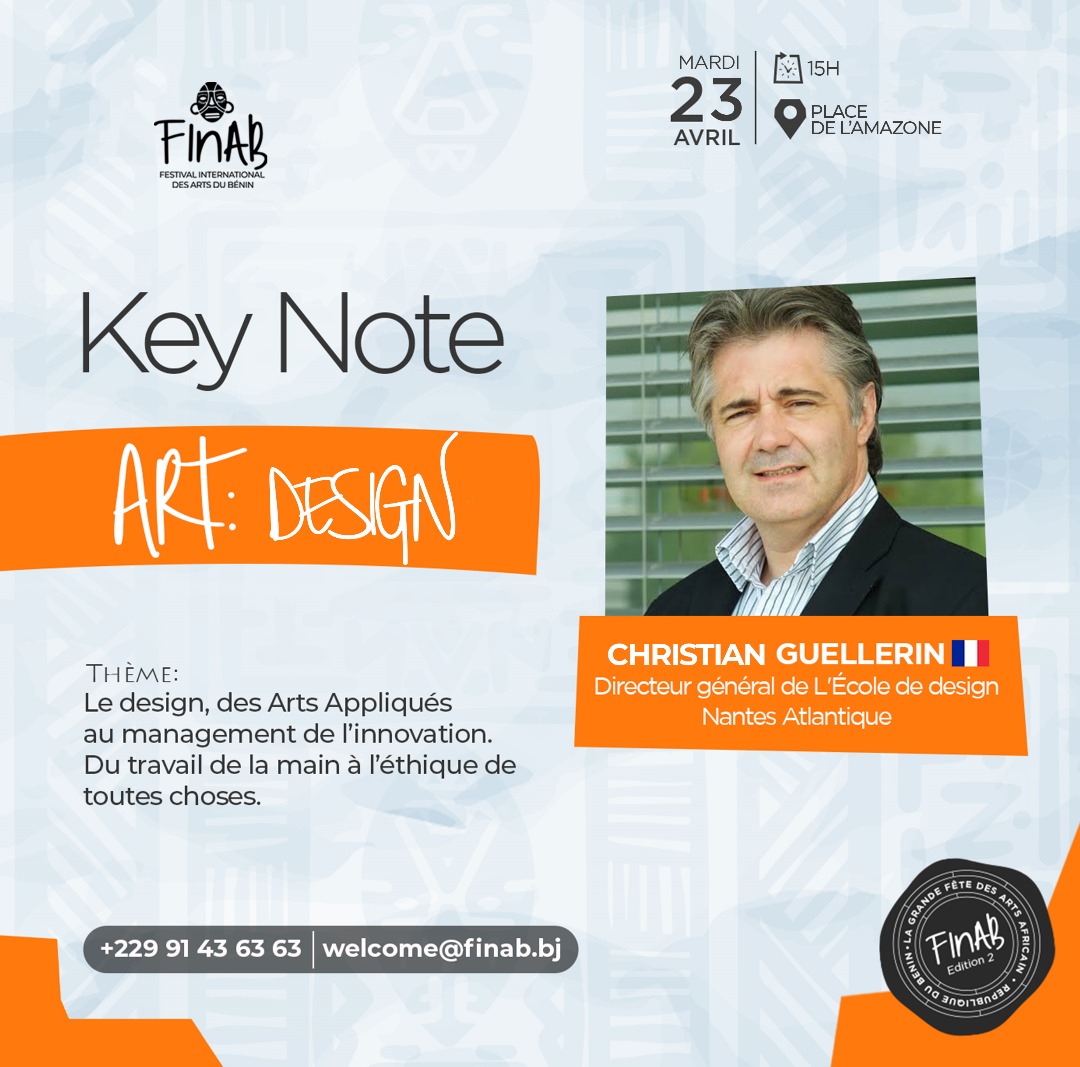 FInAB
FESTIVAL INTERNATIONAL
DES ARTS DU BÉNIN
MARDI
23
AVRIL
15H
PLACE
DE L'AMAZONE
Key Note
ART: DESIGN
CHRISTIAN GUELLERIN
Directeur général de L'École de design
Nantes Atlantique
THÈME:
Le design, des Arts Appliqués
au management de l'innovation.
Du travail de la main à l'éthique de
toutes choses.
+229 91 43 63 63 | welcome@finab.bj
LA GRANDE FÊTE DES ARTS AFRICAIN • REPUBLIQUE DU BENIN •
FInAB
Edition 2